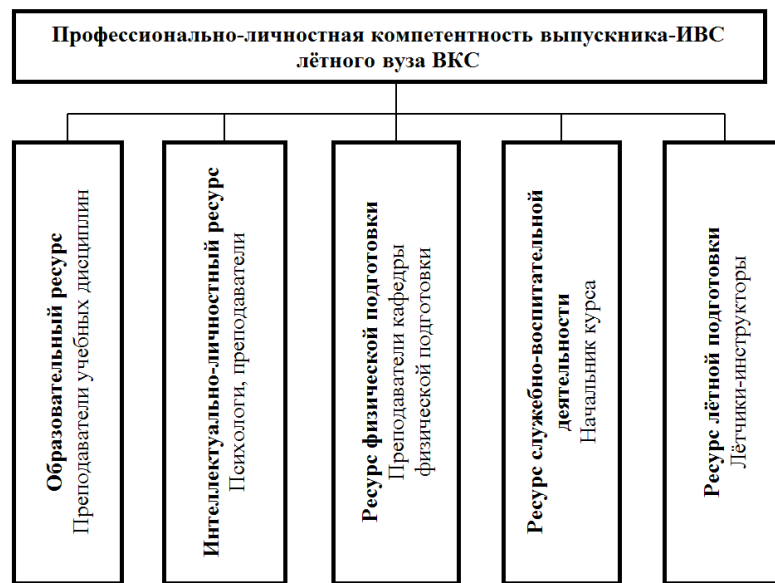 Профессионально-личностная компетентность выпускника-ИВС
лётного вуза ВКС
Образовательный ресурс
Преподаватели учебных дисциплин
Интеллектуально-личностный ресурс
Психологи, преподаватели
Ресурс физической подготовки
Преподаватели кафедры
физической подготовки
Ресурс служебно-воспитательной
деятельности
Начальник курса
Ресурс лётной подготовки
Лётчики-инструкторы